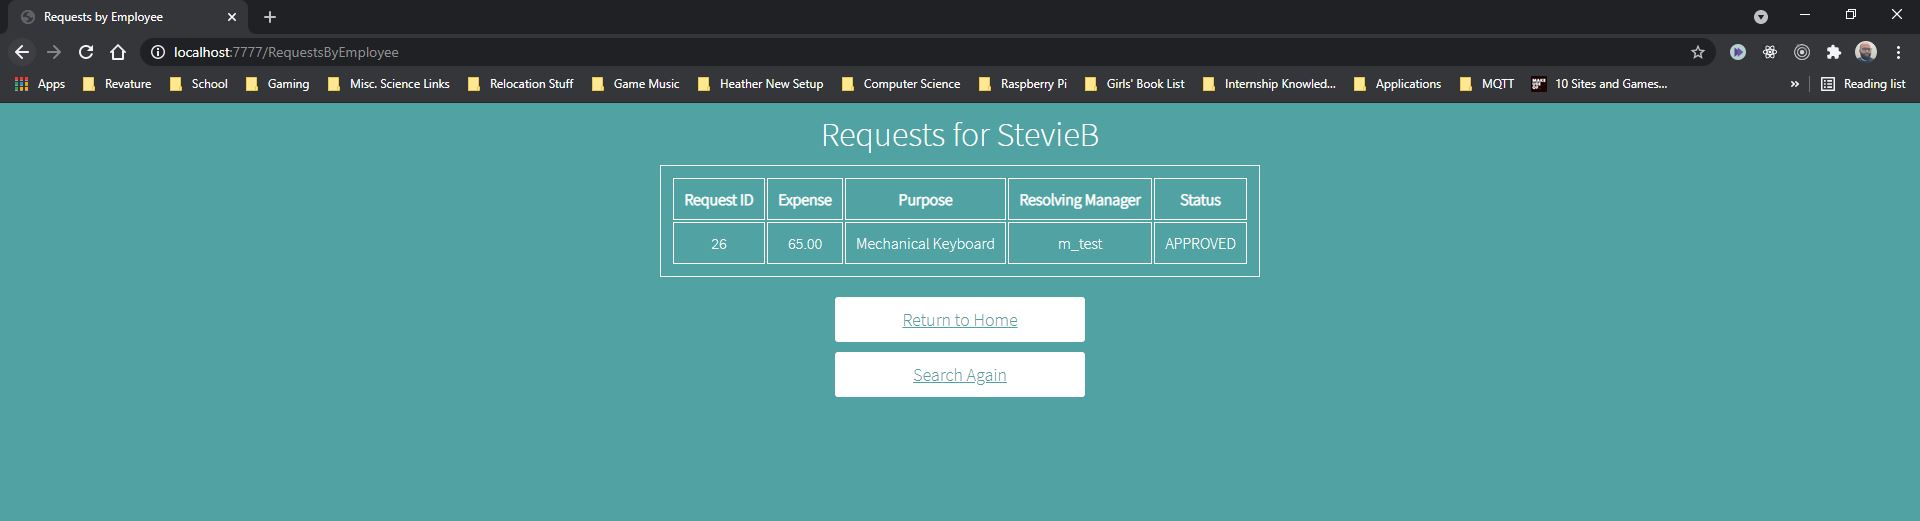 Requests by Employee
localhost:7777/RequestsByEmployee
Apps Revature School Gaming Misc. Science Links Relocation Stuff Game Music Heather New Setup Computer Science Raspberry Pi Girls' Book List Internship Knowled... Applications MQTT 10 Sites and Games... » Reading list
Requests for StevieB
Request ID Expense Purpose Resolving Manager Status
26 65.00 Mechanical Keyboard m_test APPROVED
Return to Home
Search Again